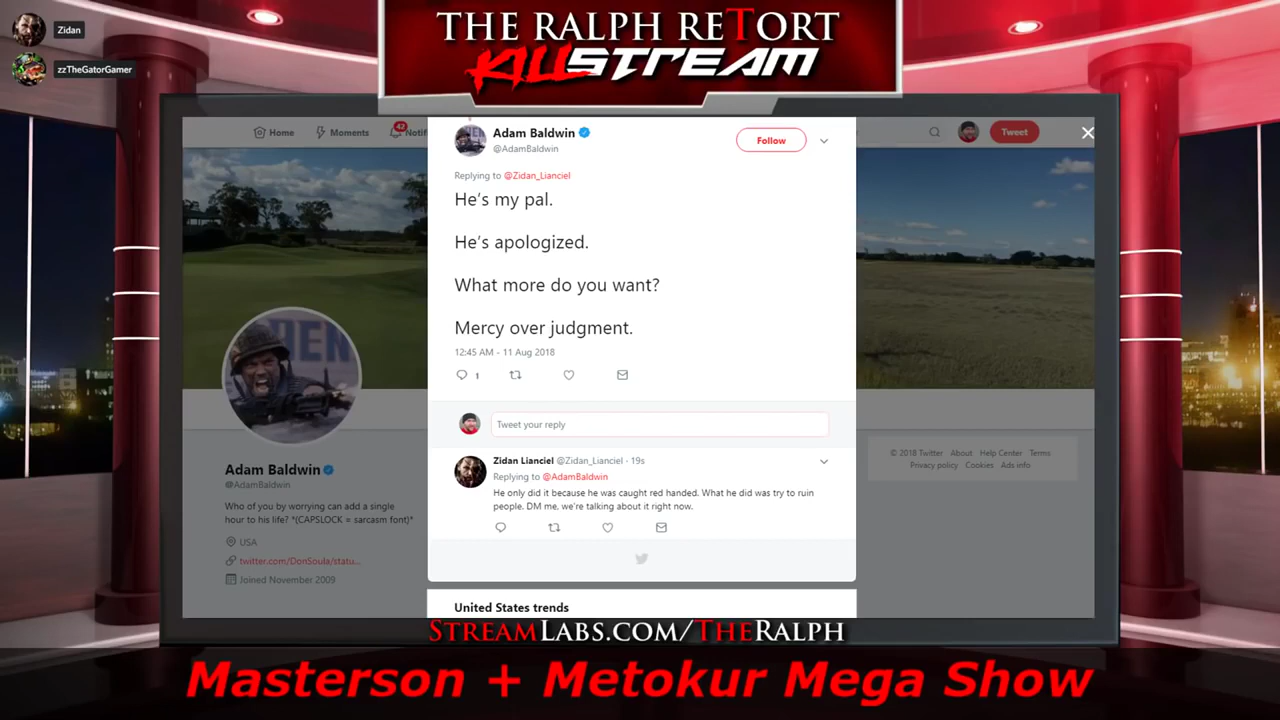 THE RALPH RETORT
KILLSTREAM
Zidan
zzTheGatorGamer
Home
Moments
42
Notif
Tweet
Adam Baldwin
@AdamBaldwin
Follow
Replying to @Zidan_Lianciel
He's my pal.
He's apologized.
What more do you want?
Mercy over judgment.
12:45 AM - 11 Aug 2018
1
Tweet your reply
Zidan Lianciel @Zidan_Lianciel · 19s
Replying to @AdamBaldwin
He only did it because he was caught red handed. What he did was try to ruin
people. DM me, we're talking about it right now.
Adam Baldwin
@AdamBaldwin
Who of you by worrying can add a single
hour to his life? *(CAPSLOCK = sarcasm font)*
USA
twitter.com/DonSoula/statu...
Joined November 2009
© 2018 Twitter About Help Center Terms
Privacy policy Cookies Ads info
United States trends
STREAMLABS.COM/THERALPH
Masterson + Metokur Mega Show